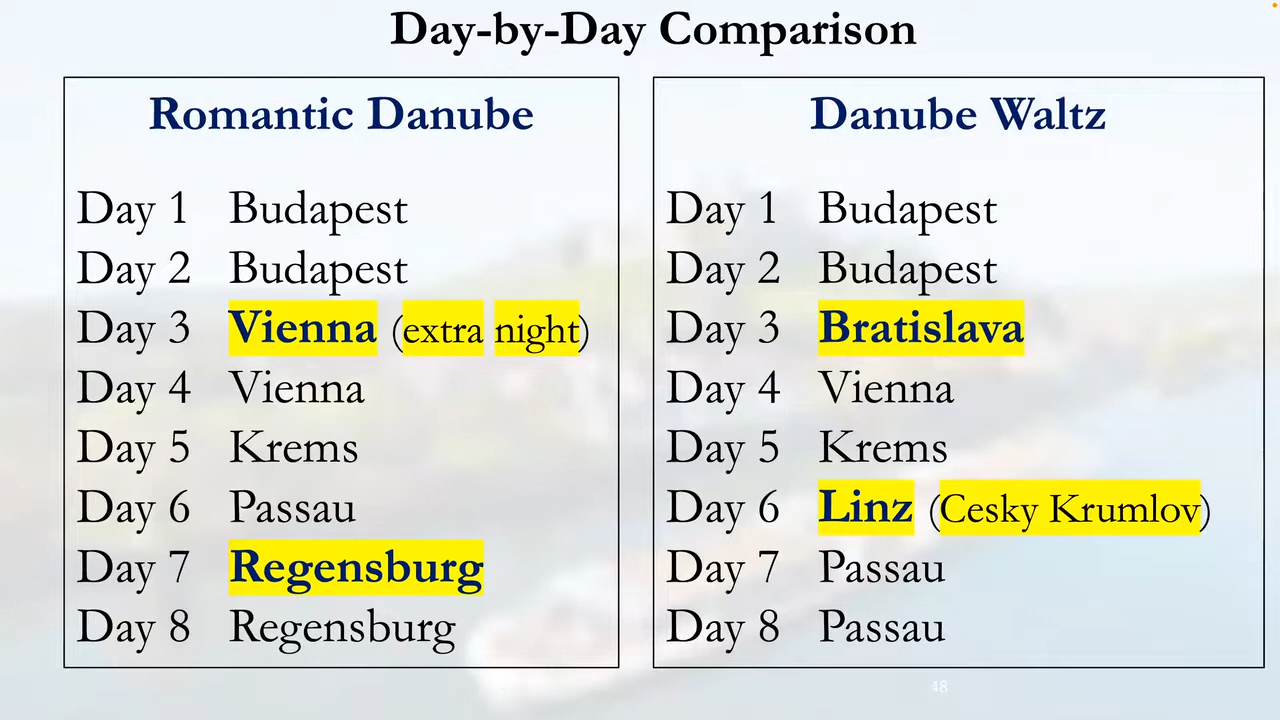 Day-by-Day Comparison
Romantic Danube
Day 1 Budapest
Day 2 Budapest
Day 3 Vienna (extra night)
Day 4 Vienna
Day 5 Krems
Day 6 Passau
Day 7 Regensburg
Day 8 Regensburg
Danube Waltz
Day 1 Budapest
Day 2 Budapest
Day 3 Bratislava
Day 4 Vienna
Day 5 Krems
Day 6 Linz (Cesky Krumlov)
Day 7 Passau
Day 8 Passau
48